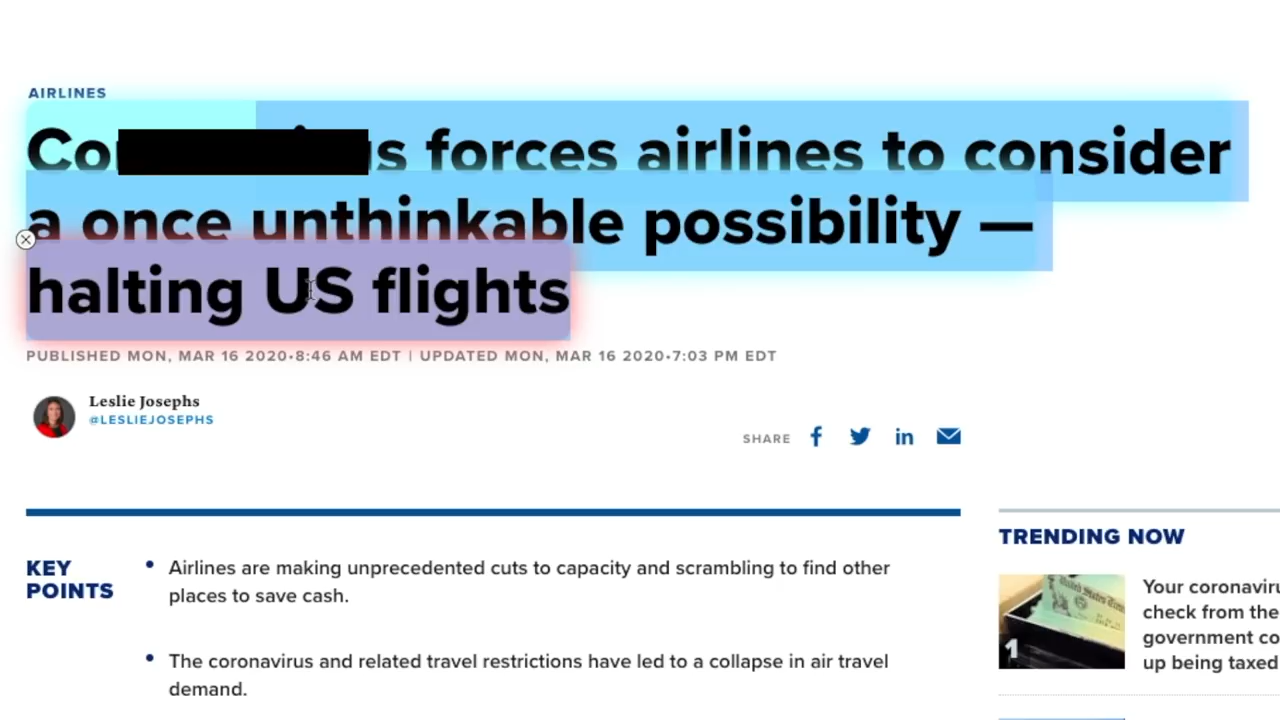 AIRLINES
forces airlines to consider
a once unthinkable possibility —
halting US flights
PUBLISHED MON, MAR 16 2020•8:46 AM EDT | UPDATED MON, MAR 16 2020•7:03 PM EDT
Leslie Josephs
@LESLIEJOSEPHS
SHARE
KEY POINTS
• Airlines are making unprecedented cuts to capacity and scrambling to find other
places to save cash.
• The coronavirus and related travel restrictions have led to a collapse in air travel
demand.
TRENDING NOW
1
Your
check from the
government
up being taxed